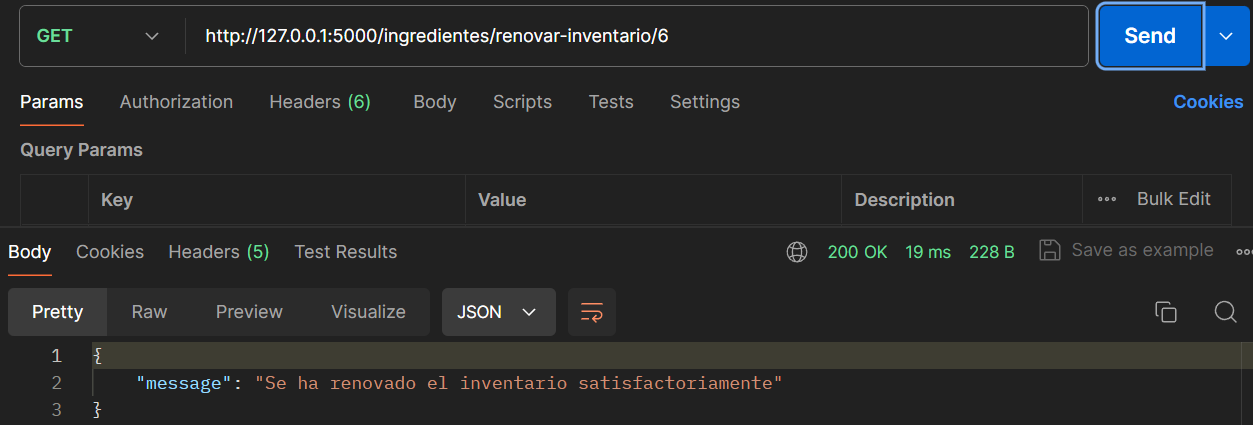 GET http://127.0.0.1:5000/ingredientes/renovar-inventario/6 Send
Params Authorization Headers (6) Body Scripts Tests Settings Cookies
Query Params
Key Value Description ••• Bulk Edit
Body Cookies Headers (5) Test Results 200 OK 19 ms 228 B Save as example
Pretty Raw Preview Visualize JSON
1 {
2 "message": "Se ha renovado el inventario satisfactoriamente"
3 }